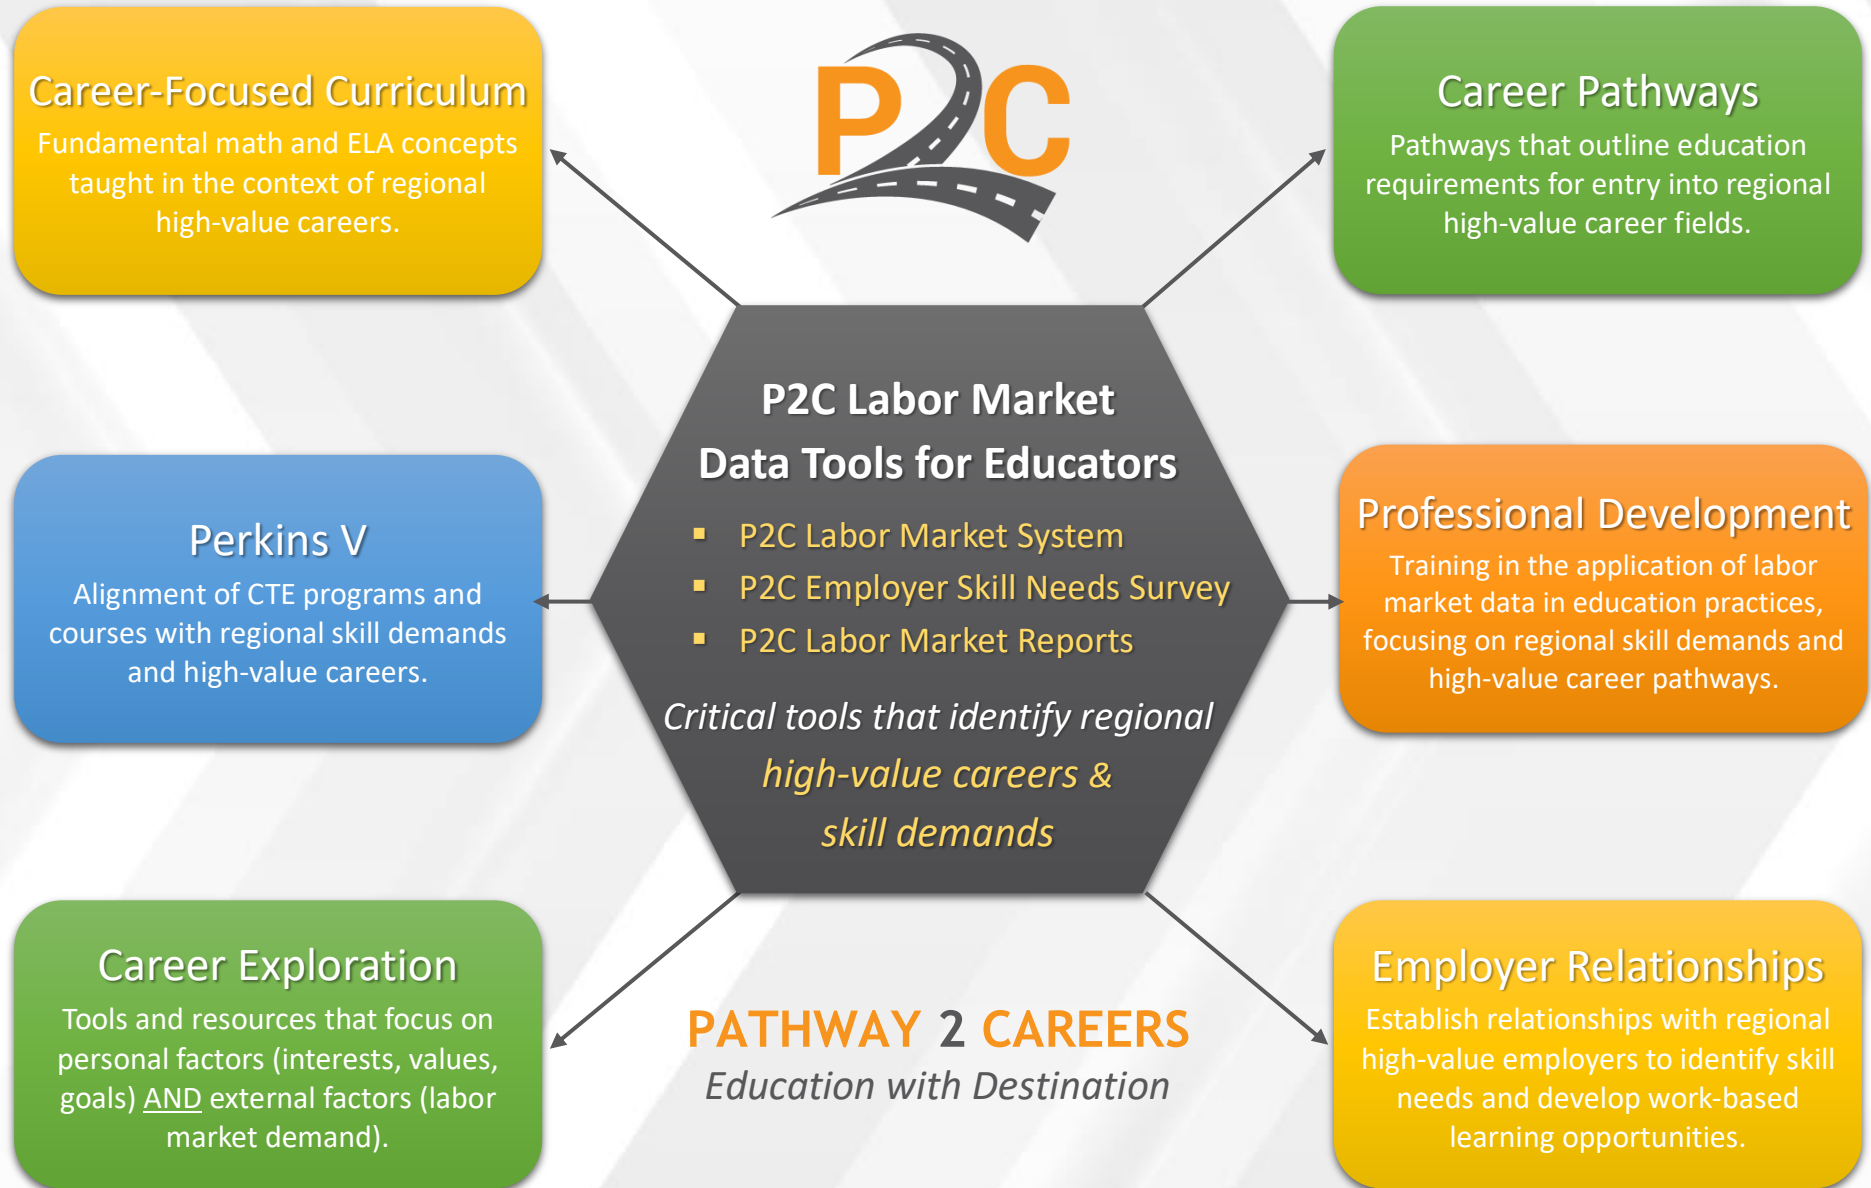 P2C
Career-Focused Curriculum
Fundamental math and ELA concepts
taught in the context of regional
high-value careers.
Career Pathways
Pathways that outline education
requirements for entry into regional
high-value career fields.
Perkins V
Alignment of CTE programs and
courses with regional skill demands
and high-value careers.
P2C Labor Market
Data Tools for Educators
▪ P2C Labor Market System
▪ P2C Employer Skill Needs Survey
▪ P2C Labor Market Reports
Critical tools that identify regional
high-value careers &
skill demands
Professional Development
Training in the application of labor
market data in education practices,
focusing on regional skill demands and
high-value career pathways.
Career Exploration
Tools and resources that focus on
personal factors (interests, values,
goals) AND external factors (labor
market demand).
PATHWAY 2 CAREERS
Education with Destination
Employer Relationships
Establish relationships with regional
high-value employers to identify skill
needs and develop work-based
learning opportunities.